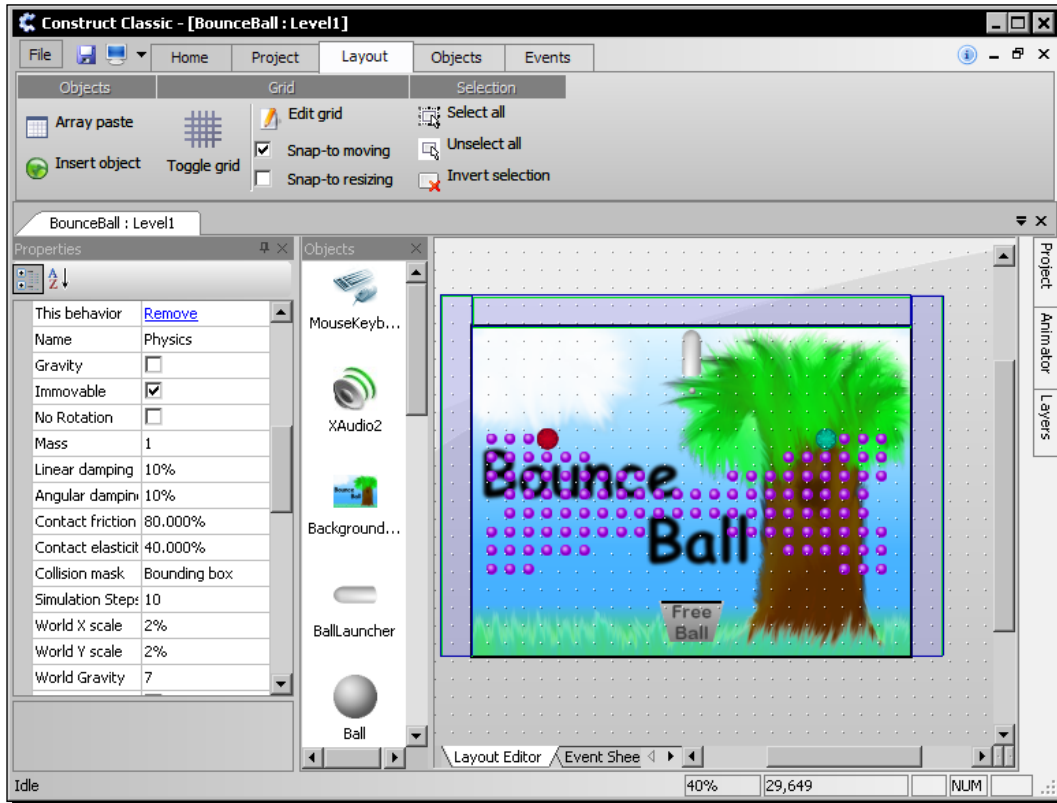 Construct Classic - [BounceBall : Level1]
File Home Project Layout Objects Events
Objects Grid Selection
Array paste
Insert object
Toggle grid
Edit grid
Snap-to moving
Snap-to resizing
Select all
Unselect all
Invert selection
BounceBall : Level1
Properties
This behavior Remove
Name Physics
Gravity
Immovable
No Rotation
Mass 1
Linear damping 10%
Angular dampin 10%
Contact friction 80.000%
Contact elasticit 40.000%
Collision mask Bounding box
Simulation Steps 10
World X scale 2%
World Y scale 2%
World Gravity 7
Objects
MouseKeyb...
XAudio2
Background...
BallLauncher
Ball
Bounce
Ball
Free
Ball
Project
Animator
Layers
Layout Editor Event Shee
Idle 40% 29,649 NUM